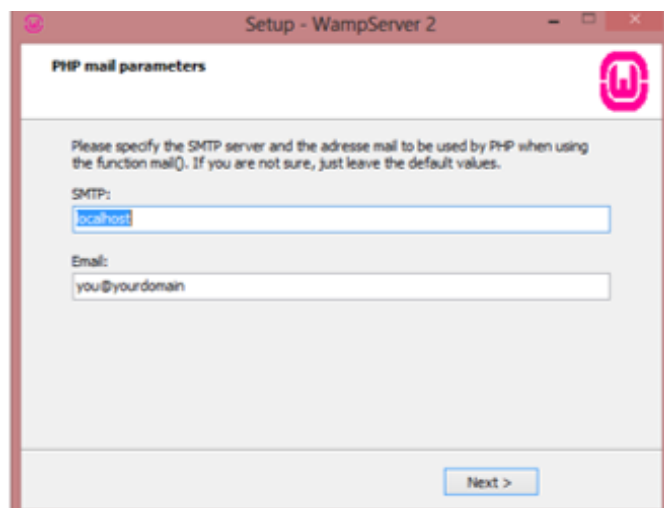 Setup - WampServer 2
PHP mail parameters
Please specify the SMTP server and the adresse mail to be used by PHP when using
the function mail(). If you are not sure, just leave the default values.
SMTP:
localhost
Email:
you@yourdomain
Next >